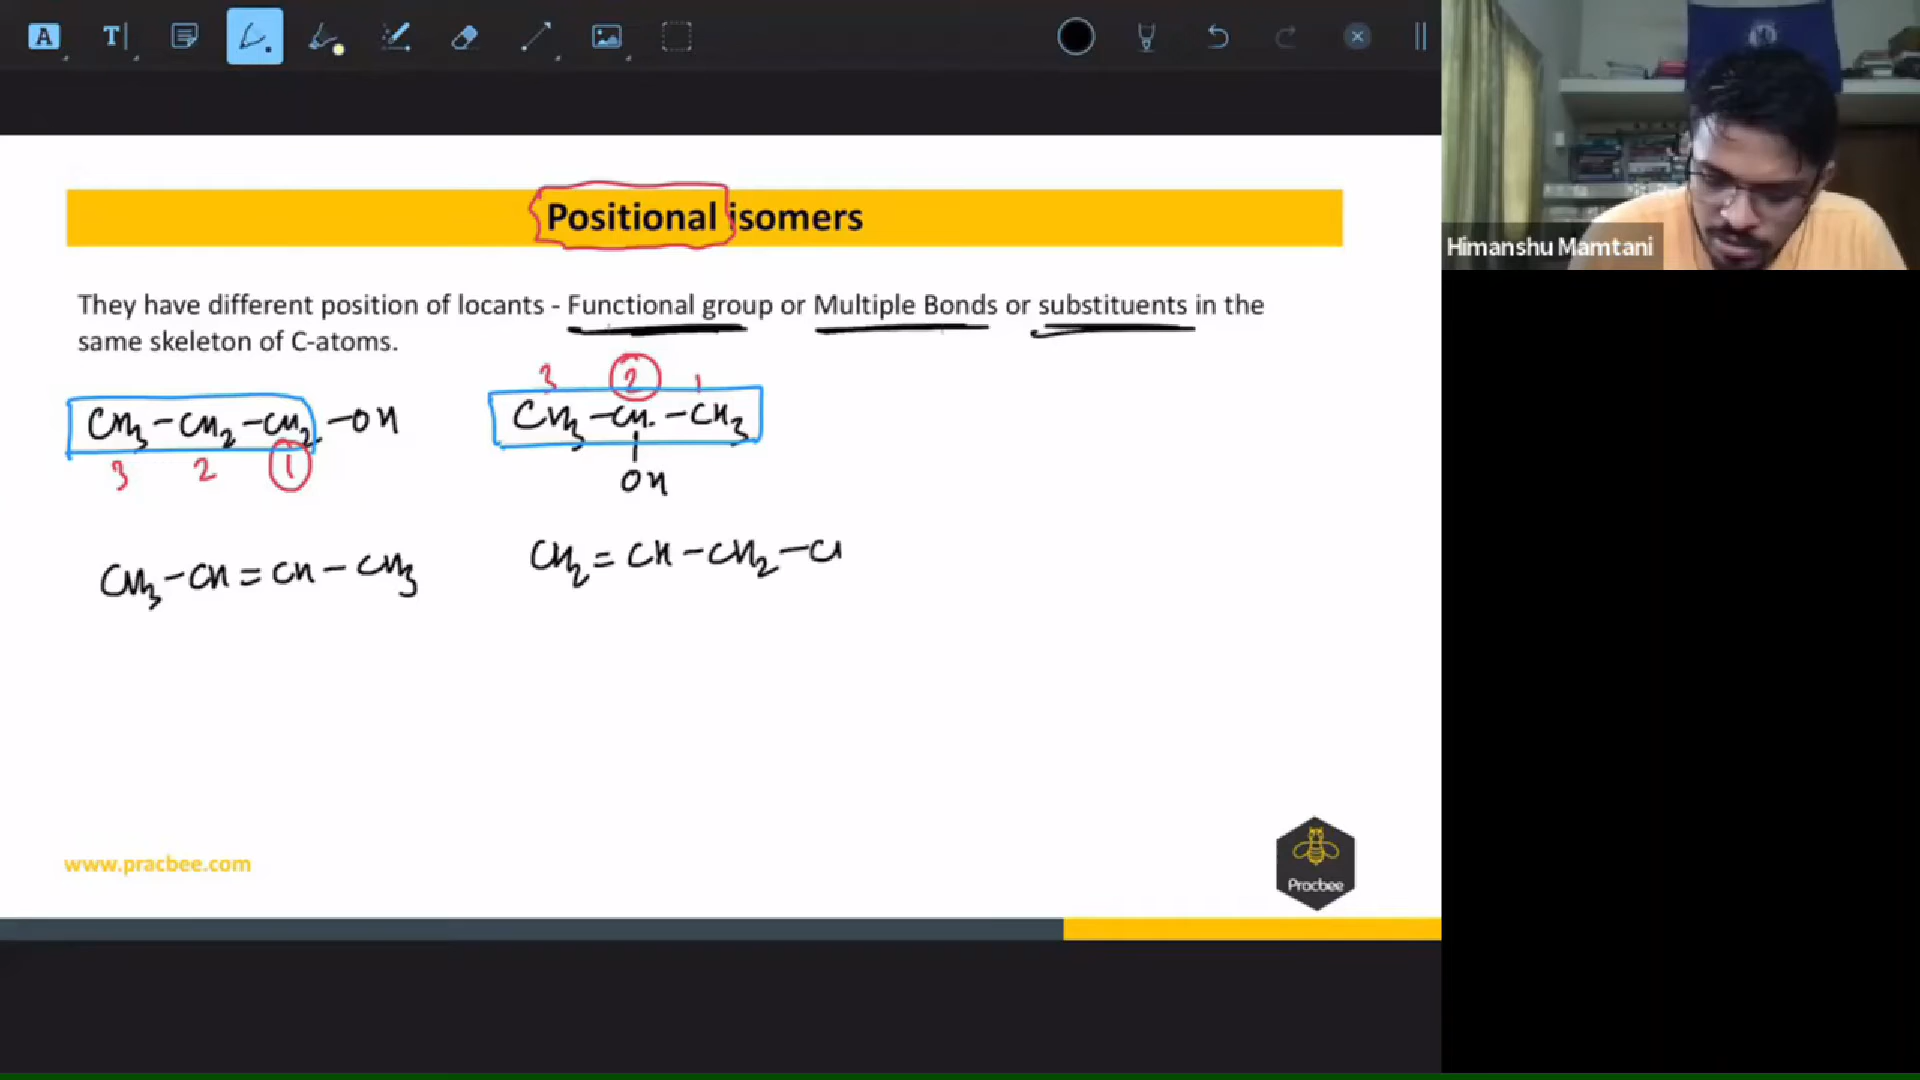 A T|
Himanshu Mamtani
Positional isomers
They have different position of locants - Functional group or Multiple Bonds or substituents in the
same skeleton of C-atoms.
3 2 1
CH3-CH2-CH2-OH CH3-CH-CH3
3 2 1 OH
CH3-CH=CH-CH3 CH2=CH-CH2-C
www.pracbee.com
Pracbee